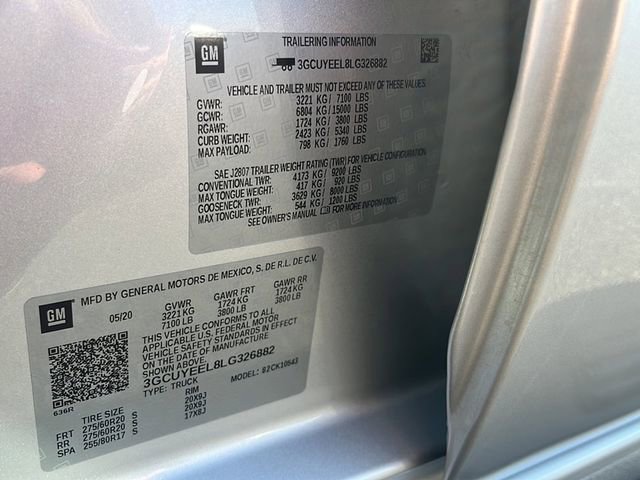 GM
TRAILERING INFORMATION
3GCUYEEL8LG326882
VEHICLE AND TRAILER MUST NOT EXCEED ANY OF THESE VALUES.
GVWR: 3221 KG/ 7100 LBS
GCWR: 6804 KG/ 15000 LBS
RGAWR: 1724 KG/ 3800 LBS
CURB WEIGHT: 2423 KG/ 5340 LBS
MAX PAYLOAD: 798 KG/ 1760 LBS
SAE J2807 TRAILER WEIGHT RATING (TWR) FOR VEHICLE CONFIGURATION.
CONVENTIONAL TWR: 4173 KG/ 9200 LBS
MAX TONGUE WEIGHT: 417 KG/ 920 LBS
GOOSENECK TWR: 3629 KG/ 8000 LBS
MAX TONGUE WEIGHT: 544 KG/ 1200 LBS
SEE OWNER'S MANUAL FOR MORE INFORMATION
GM
MFD BY GENERAL MOTORS DE MEXICO, S. DE R.L. DE C.V.
05/20 GVWR GAWR FRT GAWR RR
3221 KG 1724 KG 1724 KG
7100 LB 3800 LB 3800 LB
THIS VEHICLE CONFORMS TO ALL
APPLICABLE U.S. FEDERAL MOTOR
VEHICLE SAFETY STANDARDS IN EFFECT
ON THE DATE OF MANUFACTURE SHOWN ABOVE.
3GCUYEEL8LG326882
TYPE: TRUCK MODEL: 82CK10543
636R
TIRE SIZE RIM
FRT 275/60R20 S 20X9J
RR 275/60R20 S 20X9J
SPA 255/80R17 S 17X8J